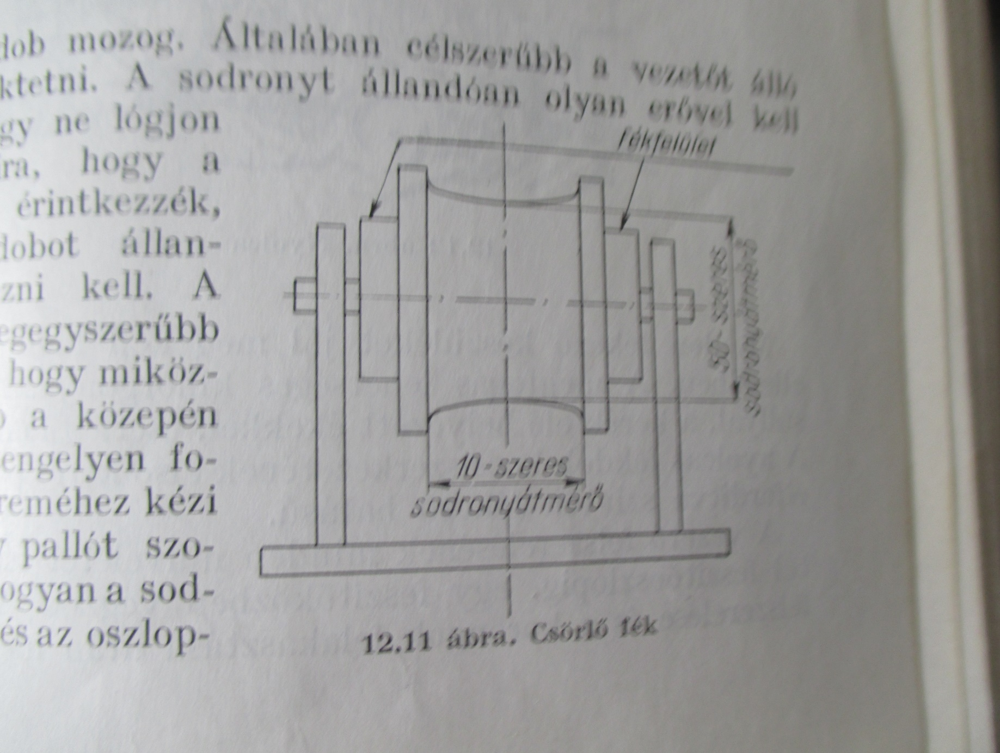 dob mozog. Általában célszerűbb a vezetőt álló
ktetni. A sodronyt állandóan olyan erővel kell
gy ne lógjon
ra, hogy a
érintkezzék,
dobot állan-
zni kell. A
egegyszerűbb
hogy miköz-
a közepén
engelyen fo-
reméhez kézi
pallót szo-
ogyan a sod-
és az oszlop-
fékfelület
50-szeres
sodronyátmérő
10-szeres
sodronyátmérő
12.11 ábra. Csörlő fék